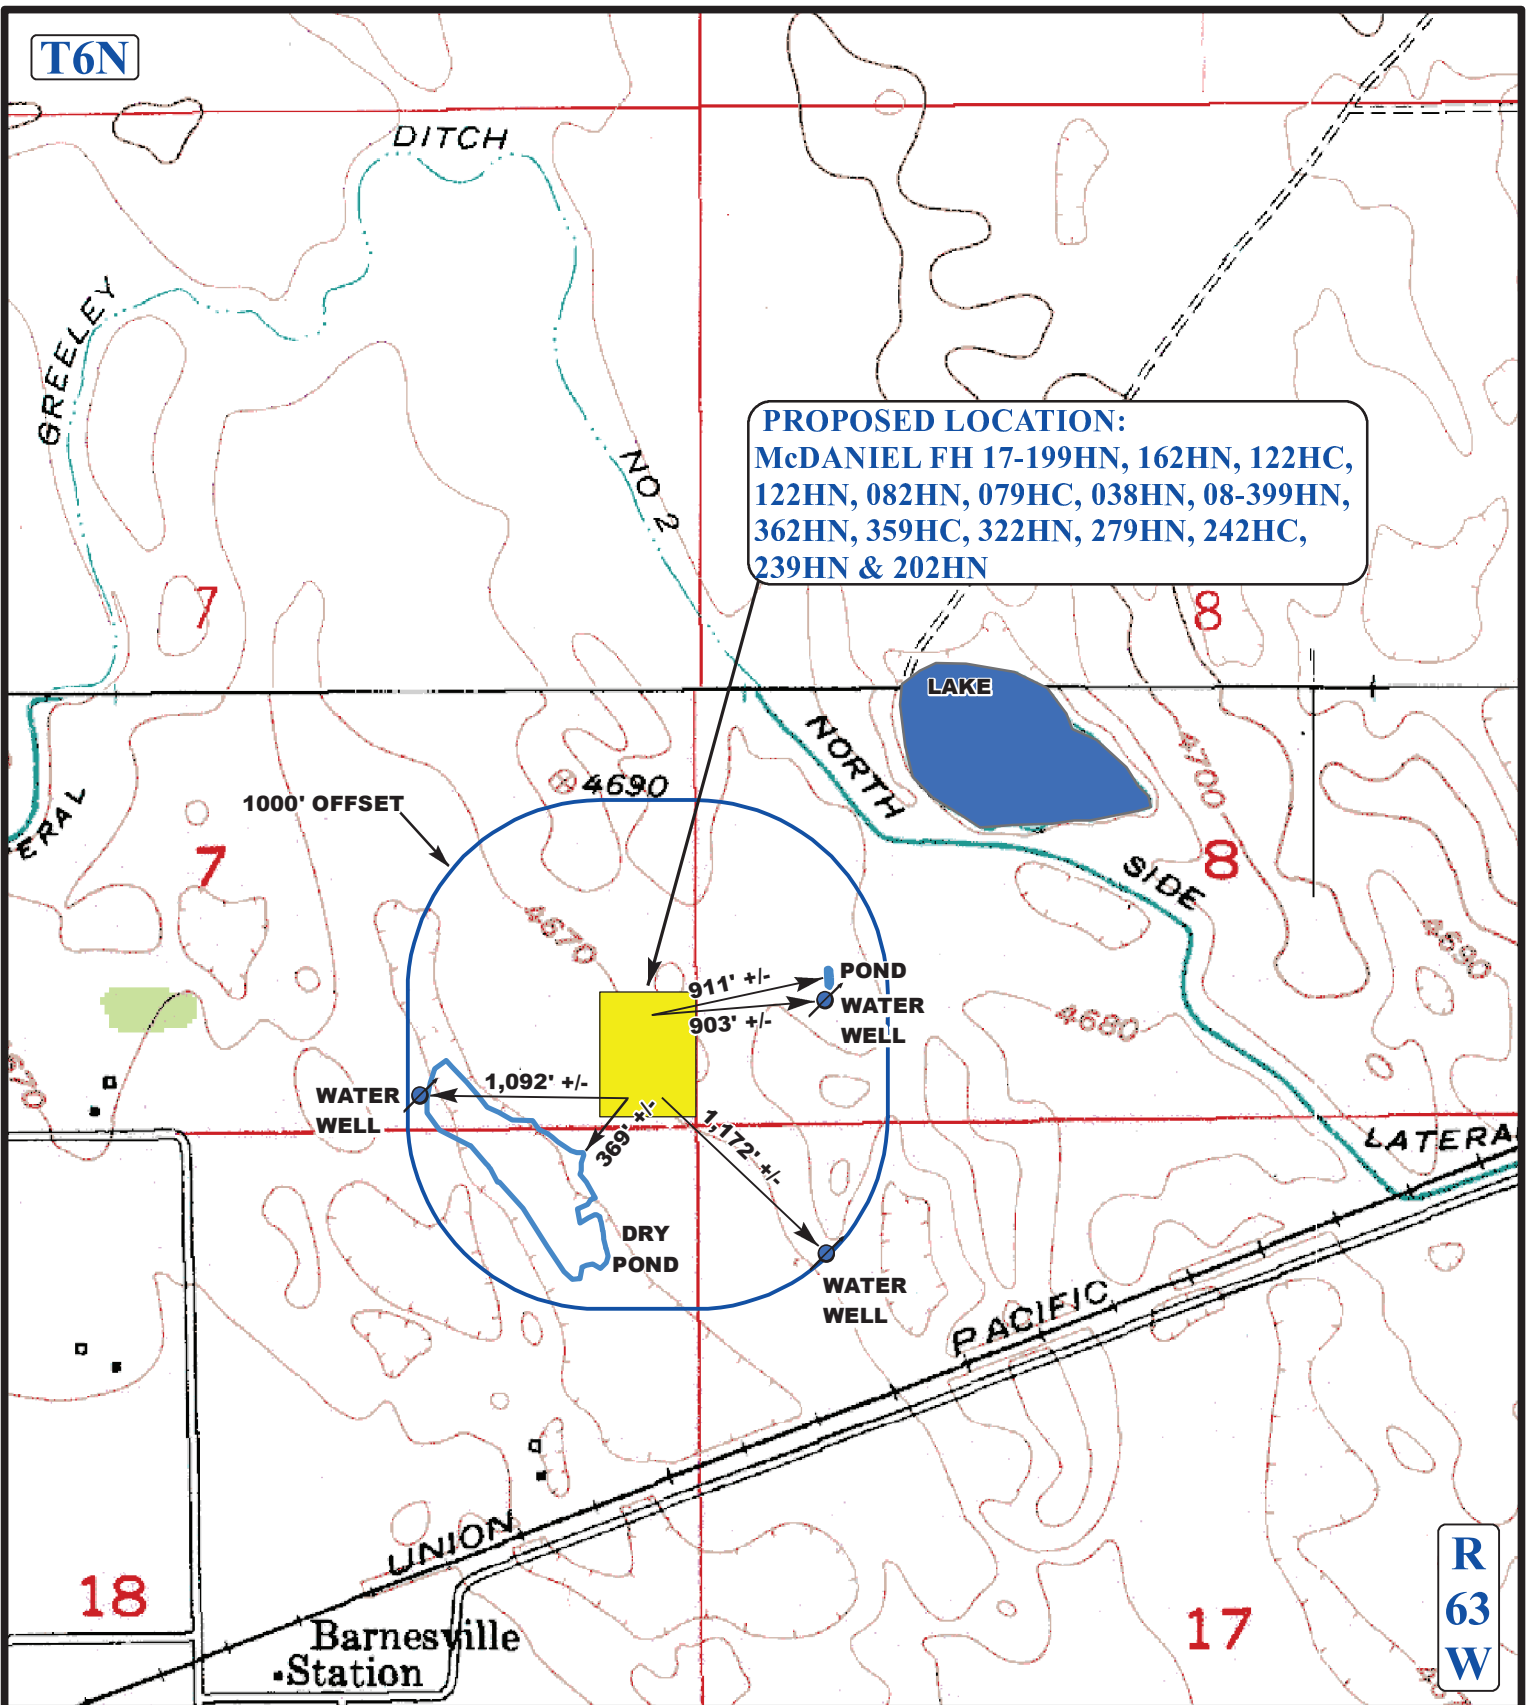 T6N
DITCH
GREELEY
NO 2
PROPOSED LOCATION:
McDANIEL FH 17-199HN, 162HN, 122HC,
122HN, 082HN, 079HC, 038HN, 08-399HN,
362HN, 359HC, 322HN, 279HN, 242HC,
239HN & 202HN
7
8
LAKE
NORTH
4700
4690
1000' OFFSET
ERAL
7
8
SIDE
4670
4690
911' +/-
POND
903' +/-
WATER
WELL
4680
670
1,092' +/-
WATER
WELL
369' +/-
1,172' +/-
LATERA
DRY
POND
WATER
WELL
PACIFIC
UNION
18
17
Barnesville
Station
R
63
W